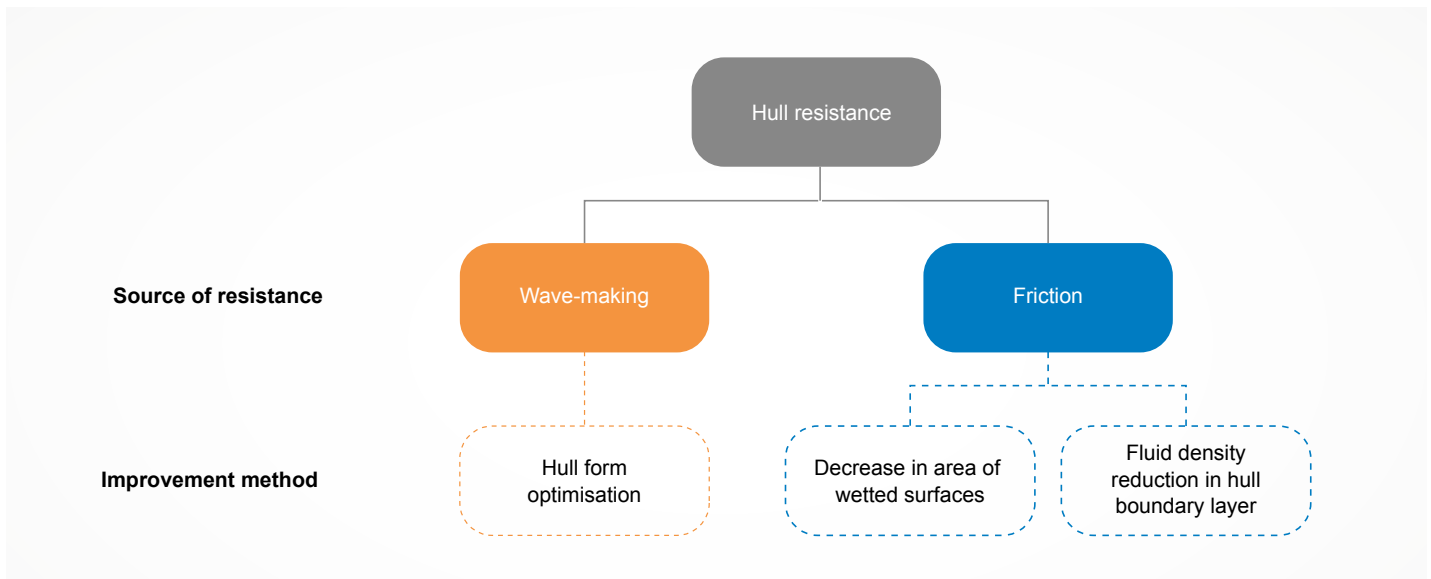 Hull resistance
Source of resistance
Wave-making
Friction
Improvement method
Hull form
optimisation
Decrease in area of
wetted surfaces
Fluid density
reduction in hull
boundary layer